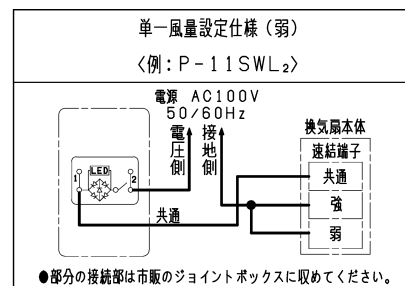 単一風量設定仕様（弱）
〈例：P-11SWL₂〉
電源 AC100V
50/60Hz
電圧側
接地側
換気扇本体
速結端子
共通
強
弱
LED
1
2
共通
●部分の接続部は市販のジョイントボックスに収めてください。